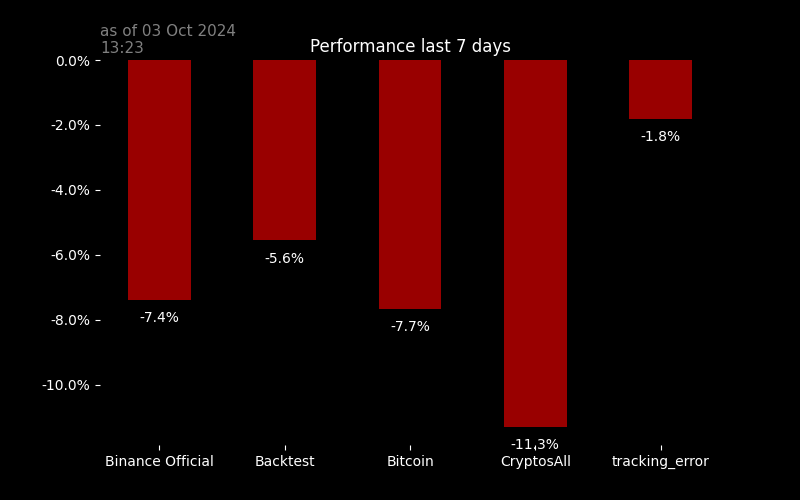 as of 03 Oct 2024
13:23
Performance last 7 days
0.0%
-2.0%
-4.0%
-6.0%
-8.0%
-10.0%
-7.4%
-5.6%
-7.7%
-11.3%
-1.8%
Binance Official
Backtest
Bitcoin
CryptosAll
tracking_error